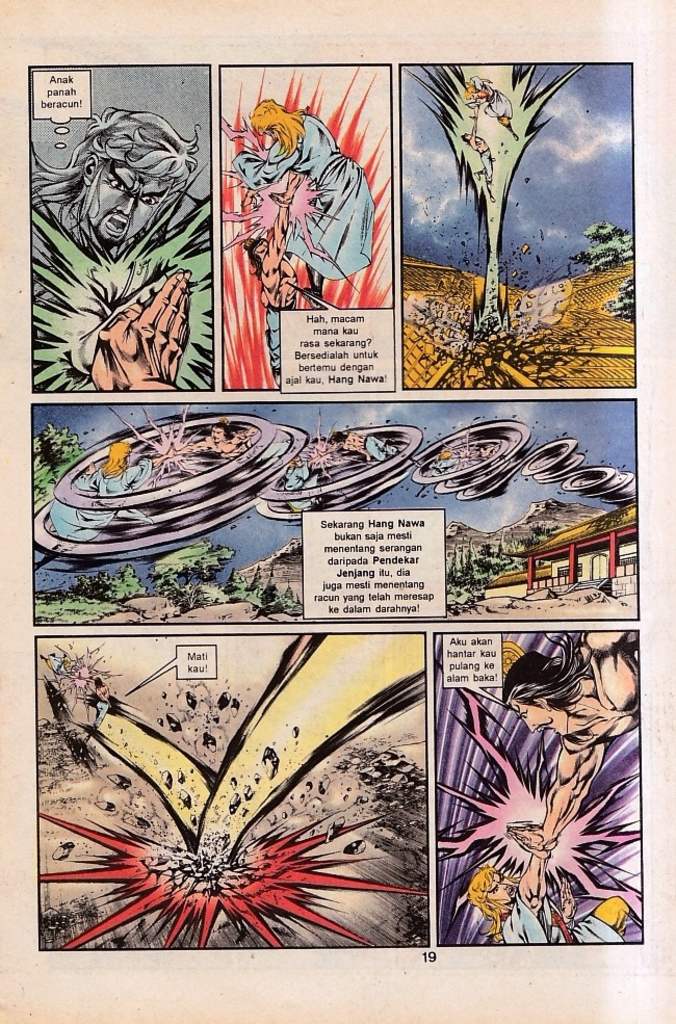 Anak
panah
beracun!
Hah, macam
mana kau
rasa sekarang?
Bersedialah untuk
bertemu dengan
ajal kau, Hang Nawa!
Sekarang Hang Nawa
bukan saja mesti
menentang serangan
daripada Pendekar
Jenjang itu, dia
juga mesti menentang
racun yang telah meresap
ke dalam darahnya!
Mati
kau!
Aku akan
hantar kau
pulang ke
alam baka!
19